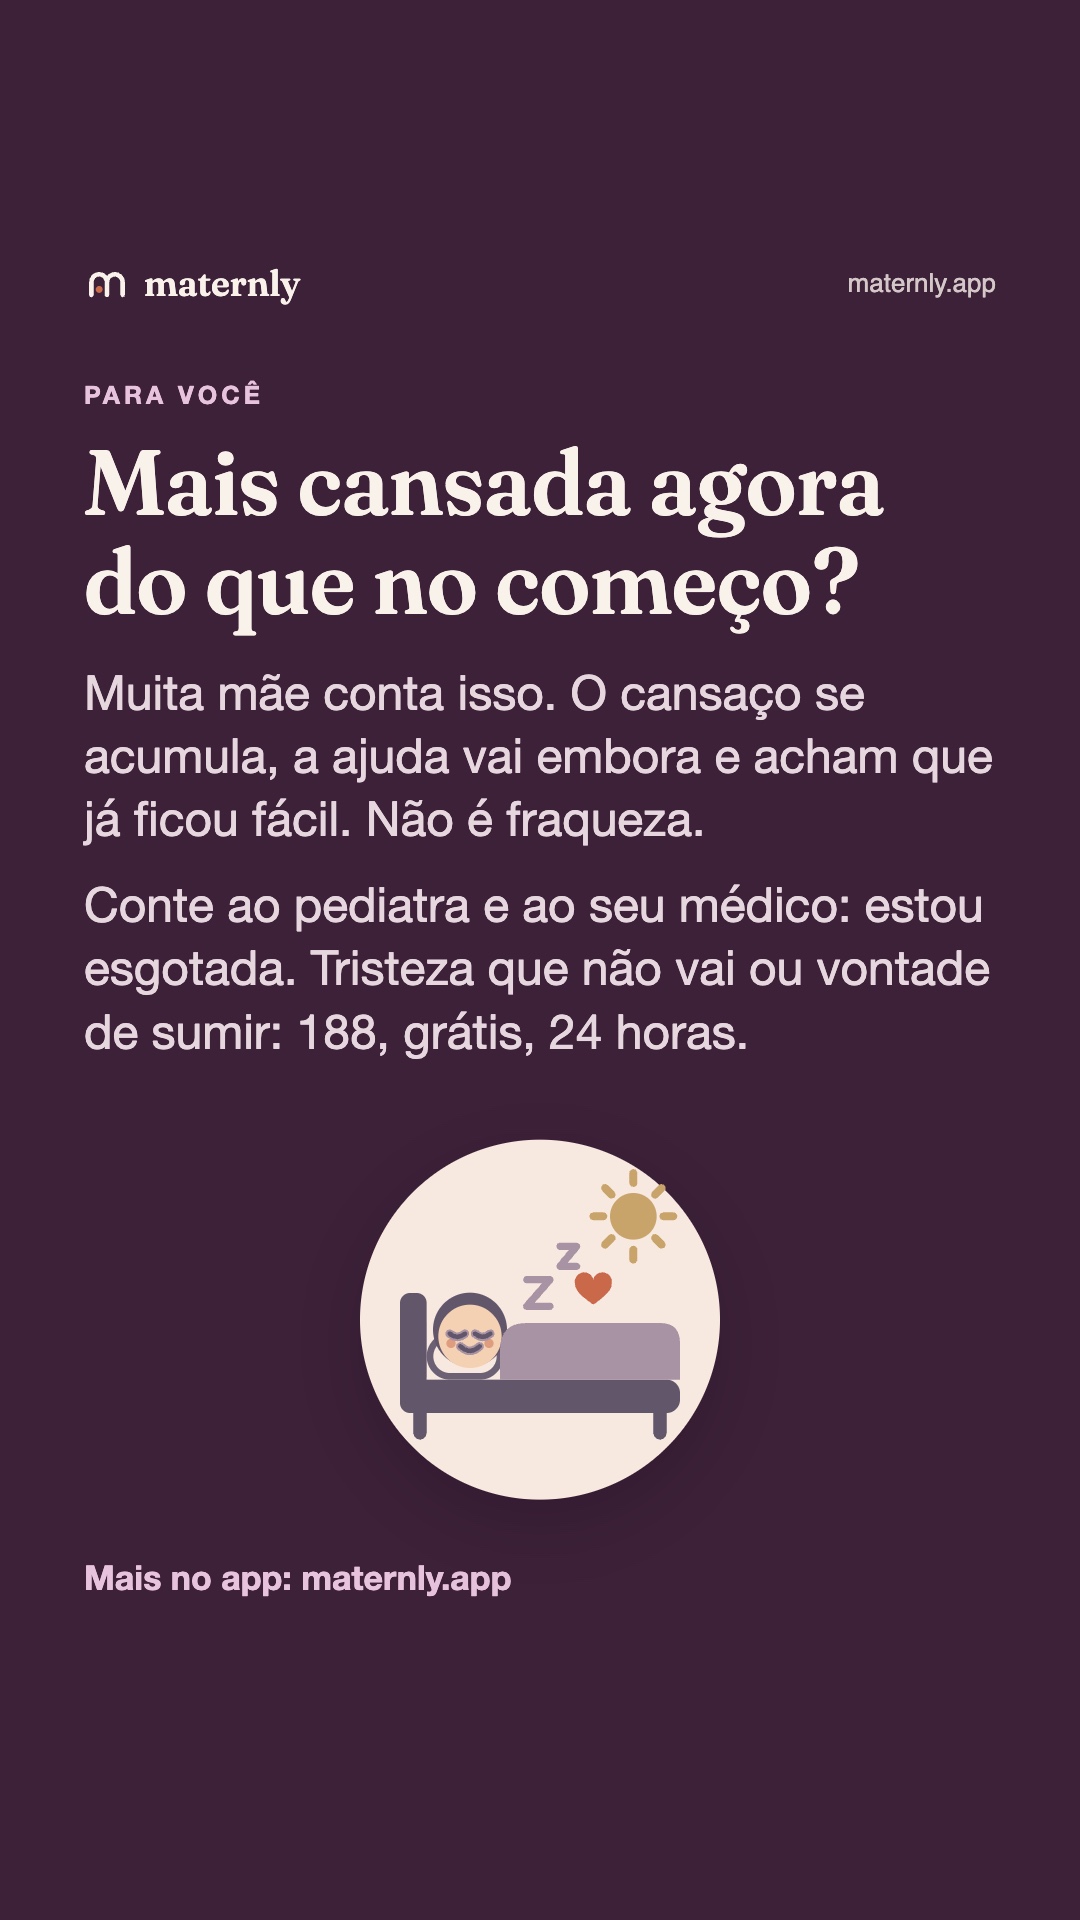 maternly
maternly.app
PARA VOCÊ
Mais cansada agora
do que no começo?
Muita mãe conta isso. O cansaço se
acumula, a ajuda vai embora e acham que
já ficou fácil. Não é fraqueza.
Conte ao pediatra e ao seu médico: estou
esgotada. Tristeza que não vai ou vontade
de sumir: 188, grátis, 24 horas.
z
Z
Mais no app: maternly.app